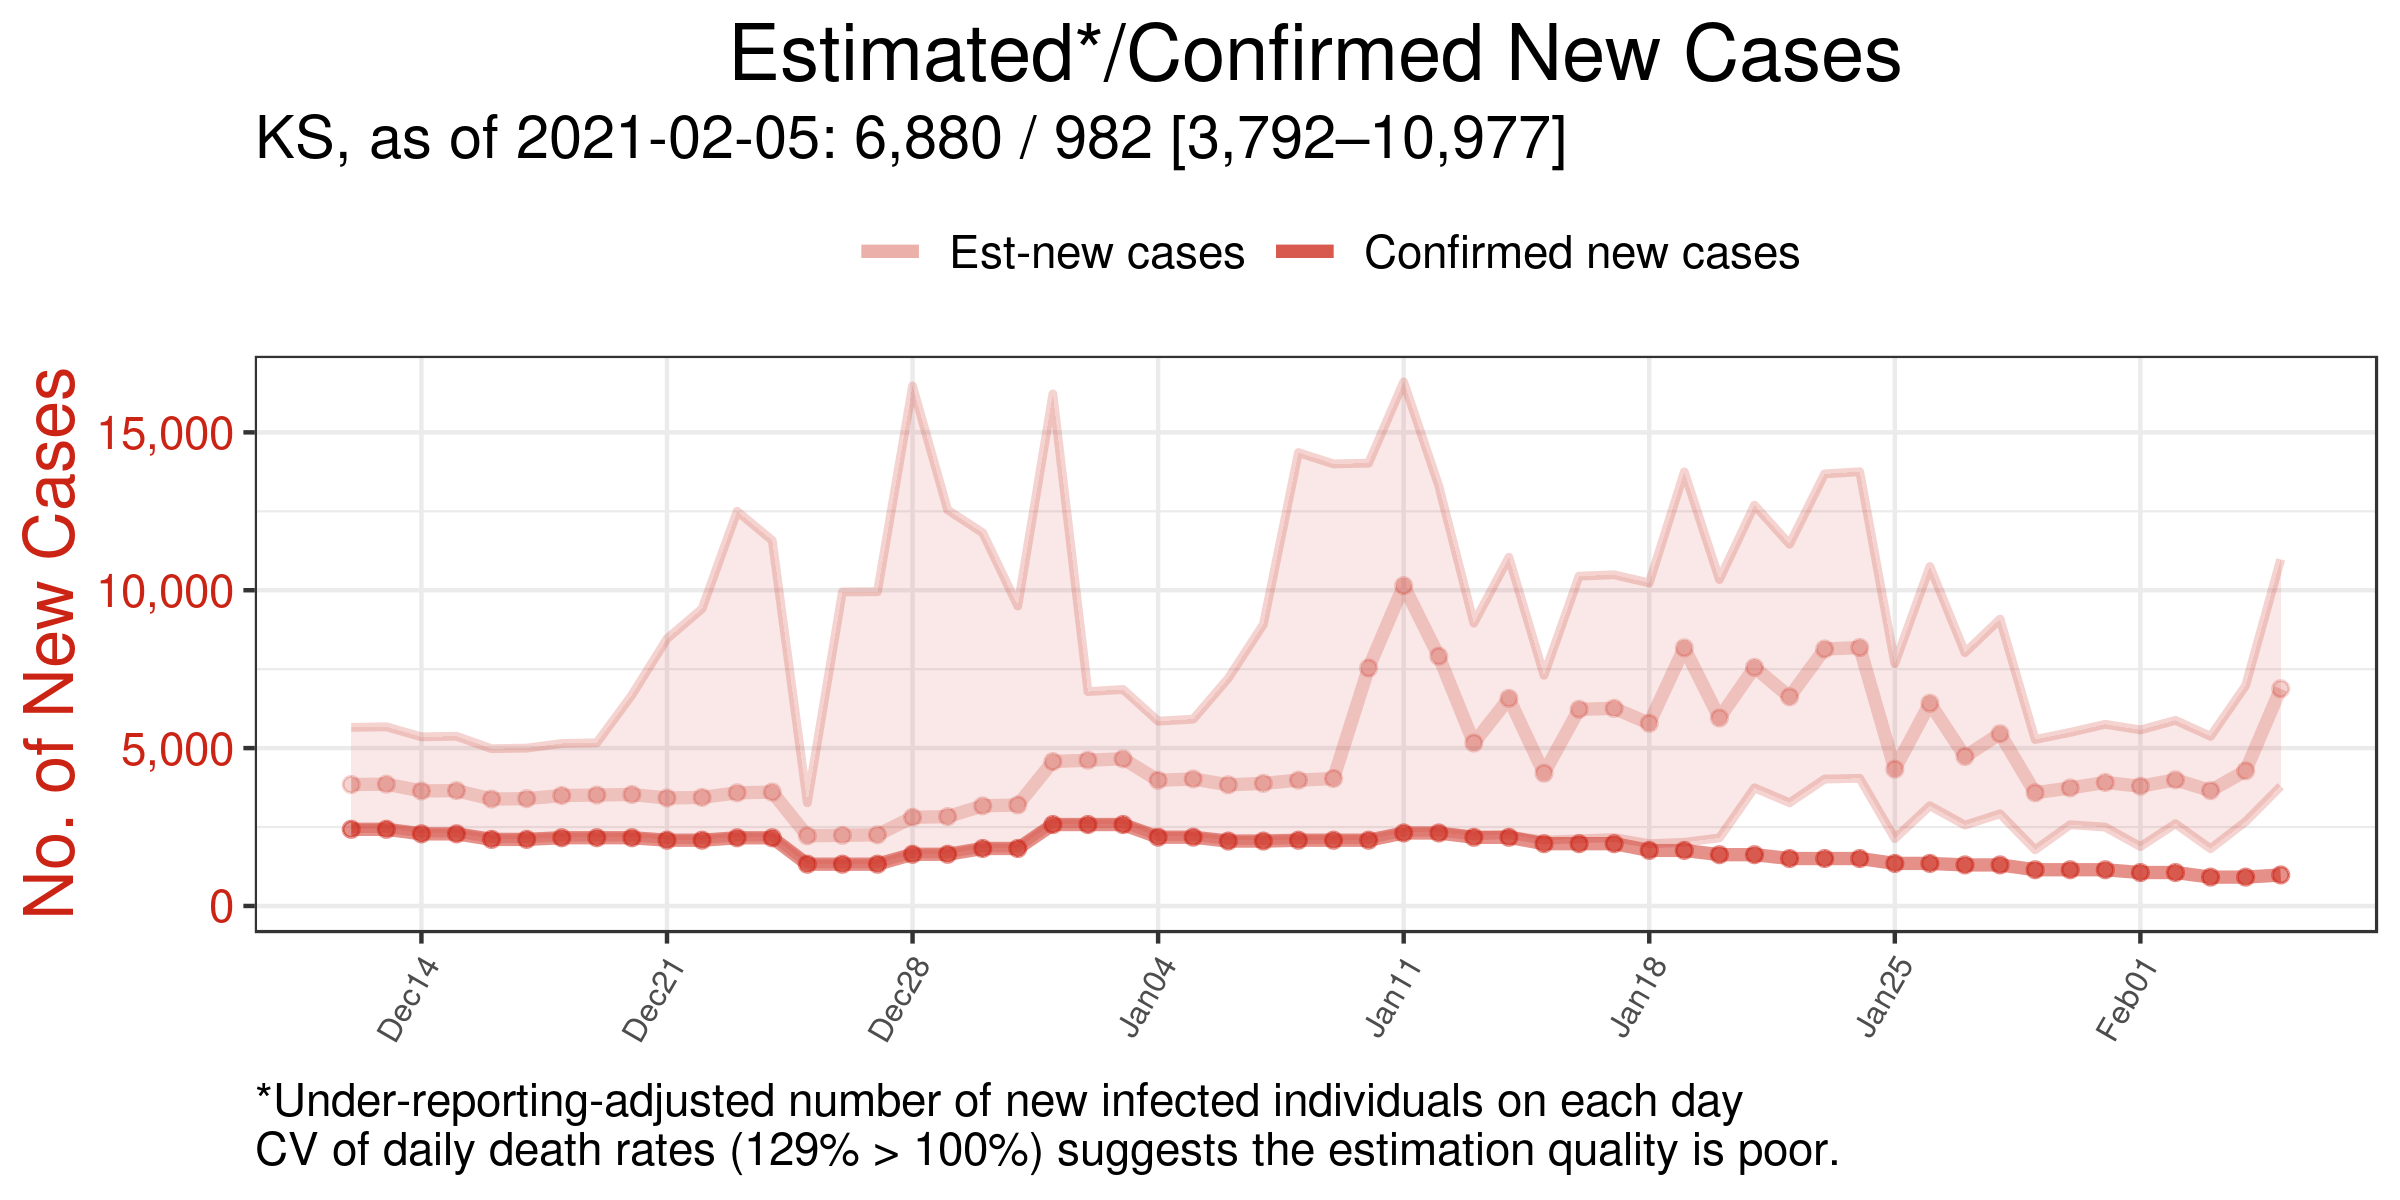 Estimated*/Confirmed New Cases
KS, as of 2021-02-05: 6,880 / 982 [3,792–10,977]
Est-new cases Confirmed new cases
No. of New Cases
15,000
10,000
5,000
0
Dec14 Dec21 Dec28 Jan04 Jan11 Jan18 Jan25 Feb01
*Under-reporting-adjusted number of new infected individuals on each day
CV of daily death rates (129% > 100%) suggests the estimation quality is poor.